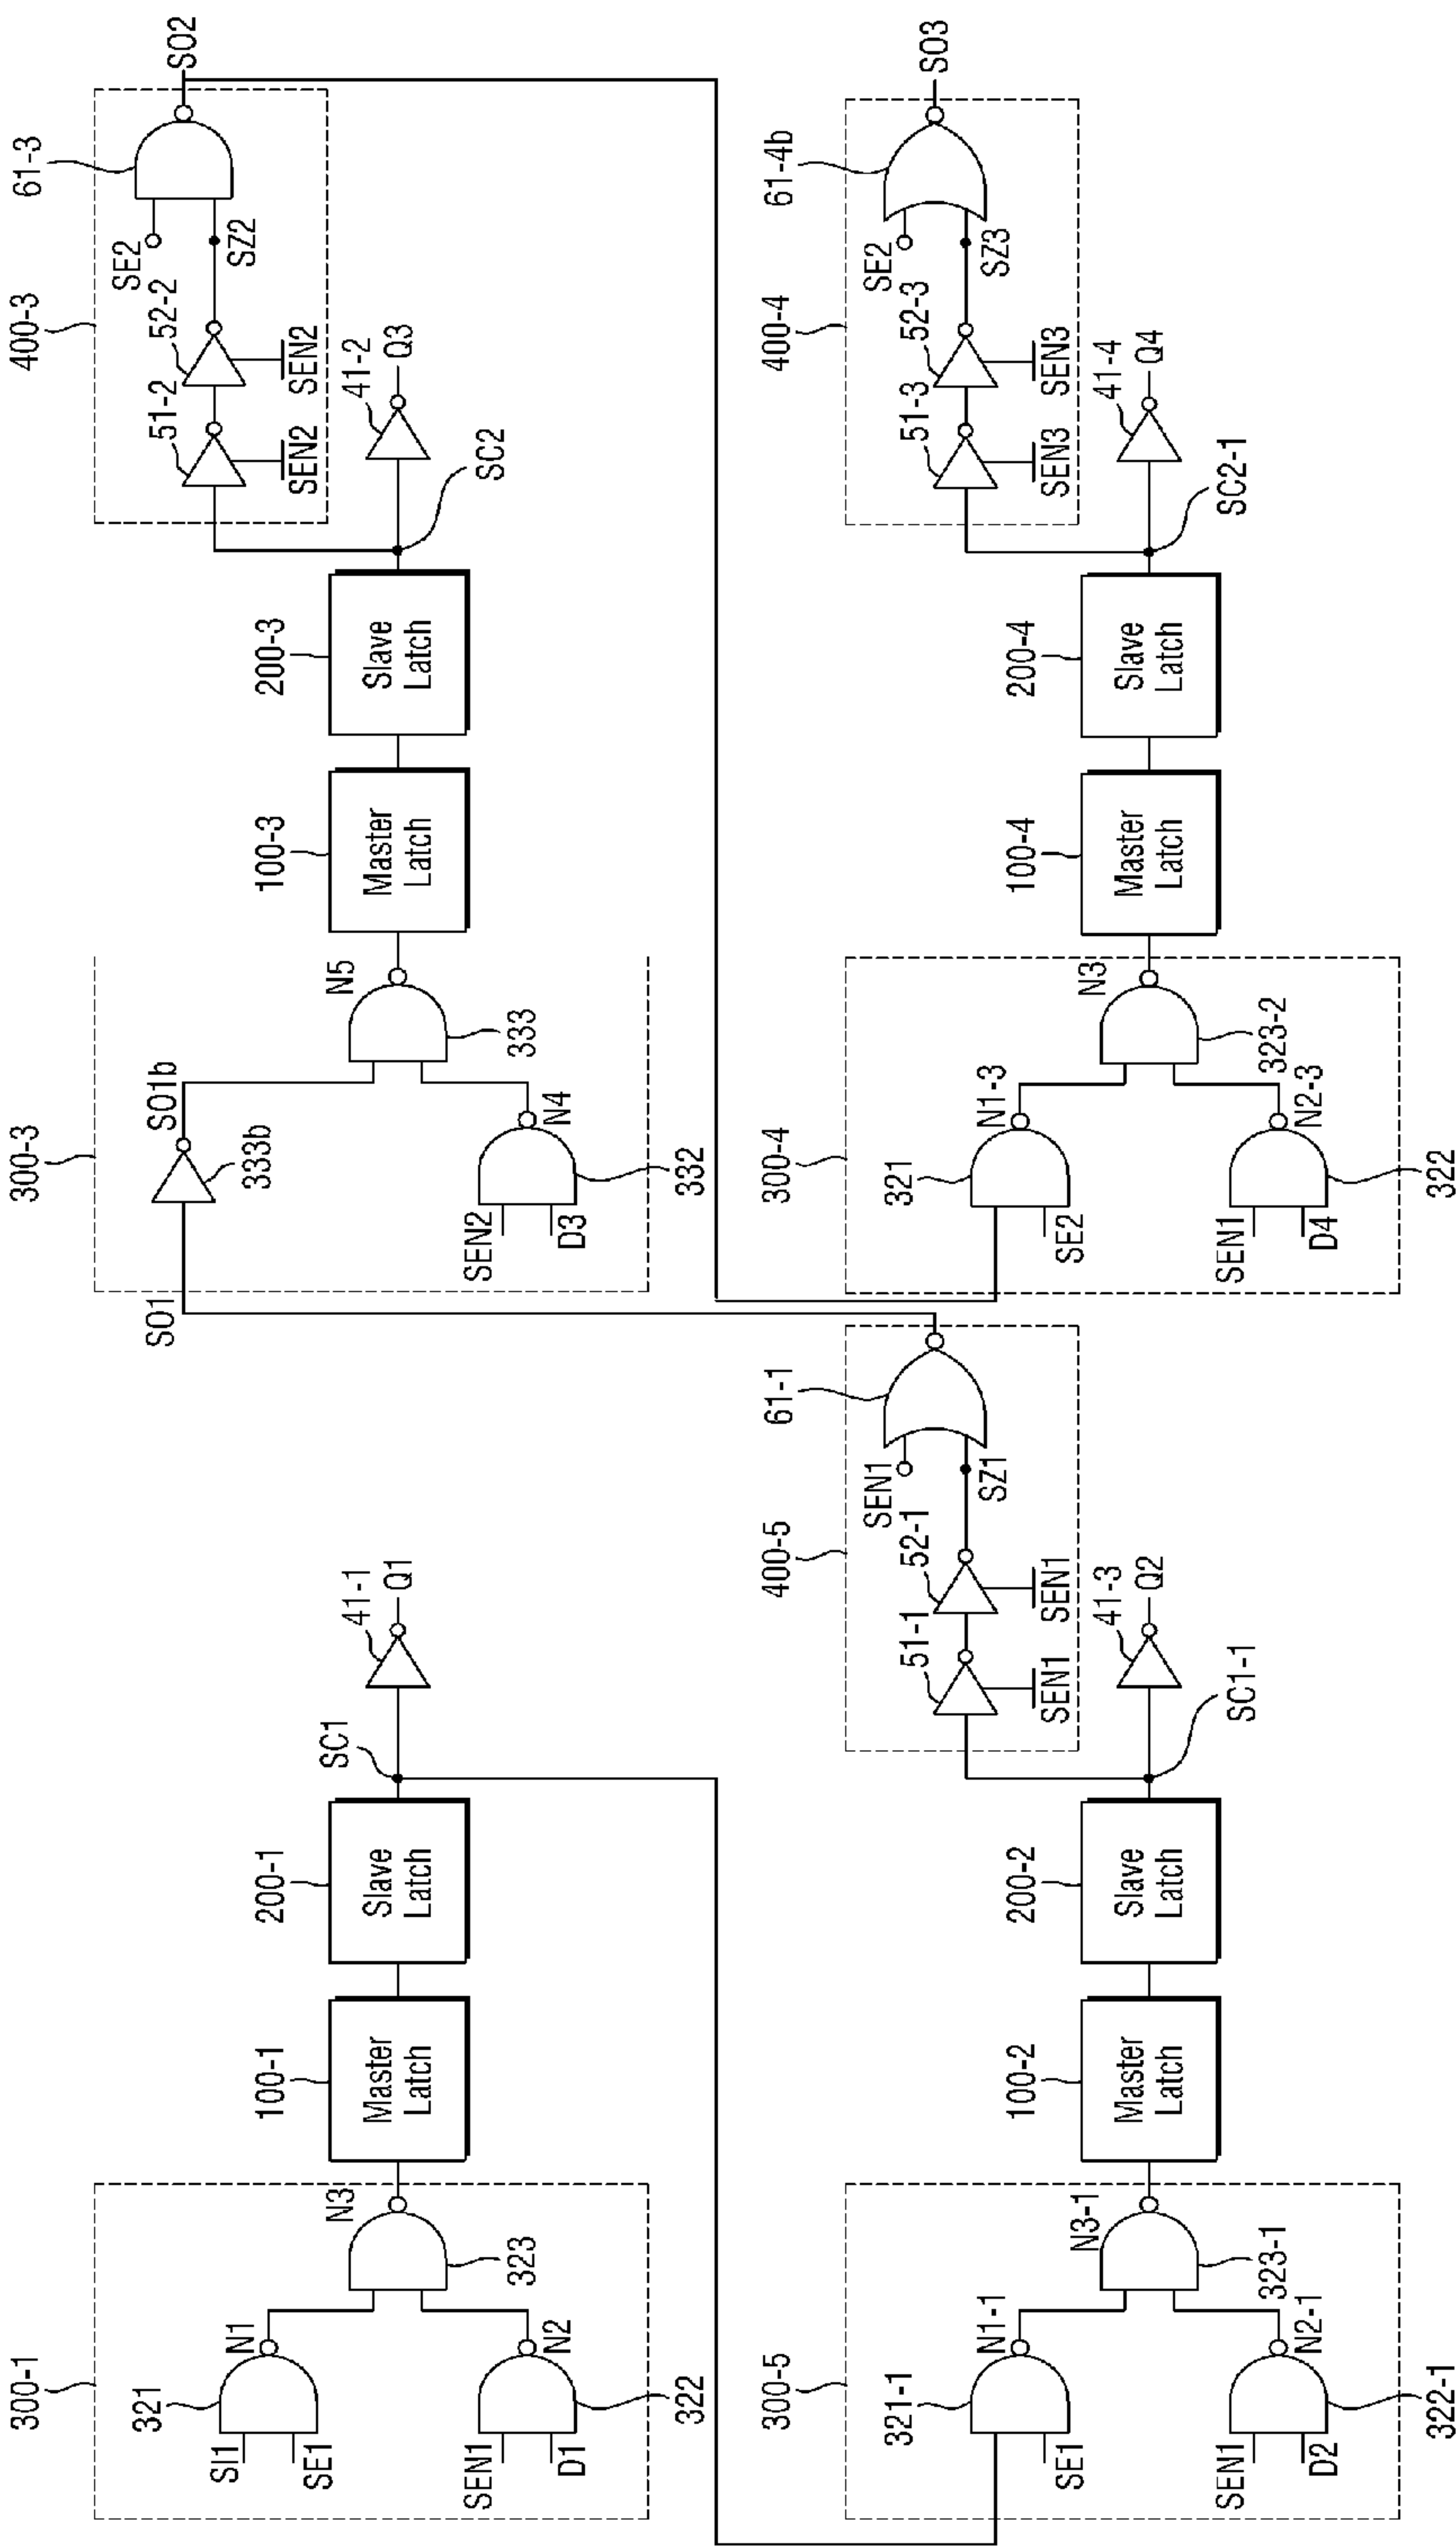 300-1
321
SI1
SE1
N1
SEN1
D1
N2
322
N3
323
100-1
Master
Latch
200-1
Slave
Latch
SC1
41-1
Q1
300-3
SO1
SO1b
333b
SEN2
D3
N4
332
N5
333
100-3
Master
Latch
200-3
Slave
Latch
SC2
41-2
Q3
400-3
51-2
SEN2
52-2
SEN2
SE2
SZ2
61-3
SO2
300-5
321-1
SE1
N1-1
SEN1
D2
N2-1
322-1
N3-1
323-1
100-2
Master
Latch
200-2
Slave
Latch
SC1-1
41-3
Q2
400-5
51-1
SEN1
52-1
SEN1
SEN1
SZ1
61-1
300-4
321
SE2
N1-3
SEN1
D4
N2-3
322
N3
323-2
100-4
Master
Latch
200-4
Slave
Latch
SC2-1
41-4
Q4
400-4
51-3
SEN3
52-3
SEN3
SE2
SZ3
61-4b
SO3